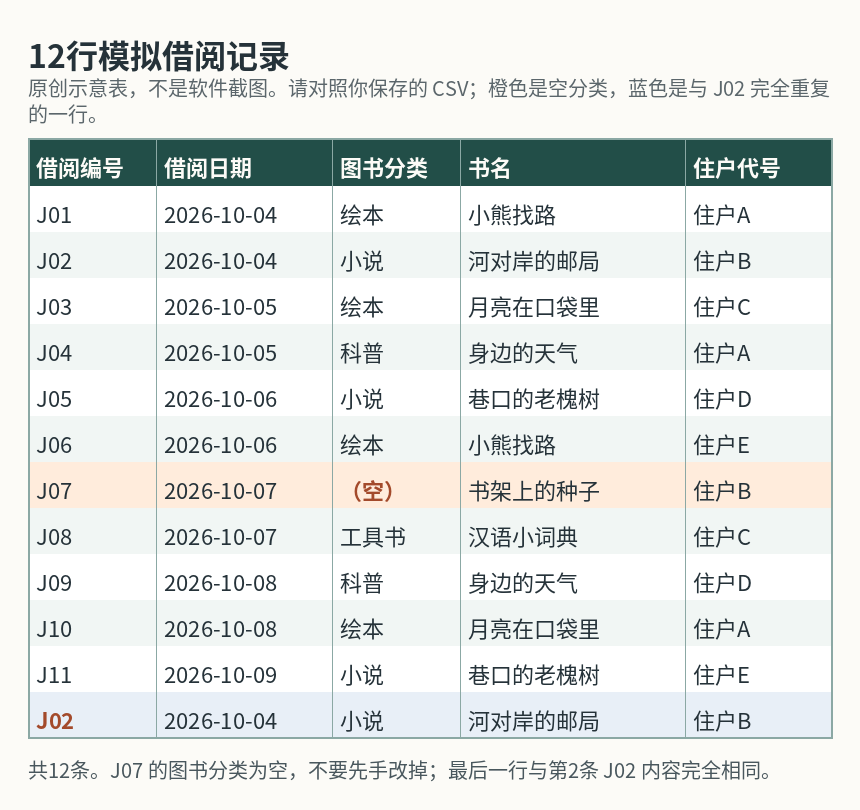 12行模拟借阅记录
原创示意表，不是软件截图。请对照你保存的 CSV；橙色是空分类，蓝色是与 J02 完全重复
的一行。
借阅编号 借阅日期 图书分类 书名 住户代号
J01 2026-10-04 绘本 小熊找路 住户A
J02 2026-10-04 小说 河对岸的邮局 住户B
J03 2026-10-05 绘本 月亮在口袋里 住户C
J04 2026-10-05 科普 身边的天气 住户A
J05 2026-10-06 小说 巷口的老槐树 住户D
J06 2026-10-06 绘本 小熊找路 住户E
J07 2026-10-07 （空） 书架上的种子 住户B
J08 2026-10-07 工具书 汉语小词典 住户C
J09 2026-10-08 科普 身边的天气 住户D
J10 2026-10-08 绘本 月亮在口袋里 住户A
J11 2026-10-09 小说 巷口的老槐树 住户E
J02 2026-10-04 小说 河对岸的邮局 住户B
共12条。J07 的图书分类为空，不要先手改掉；最后一行与第2条 J02 内容完全相同。